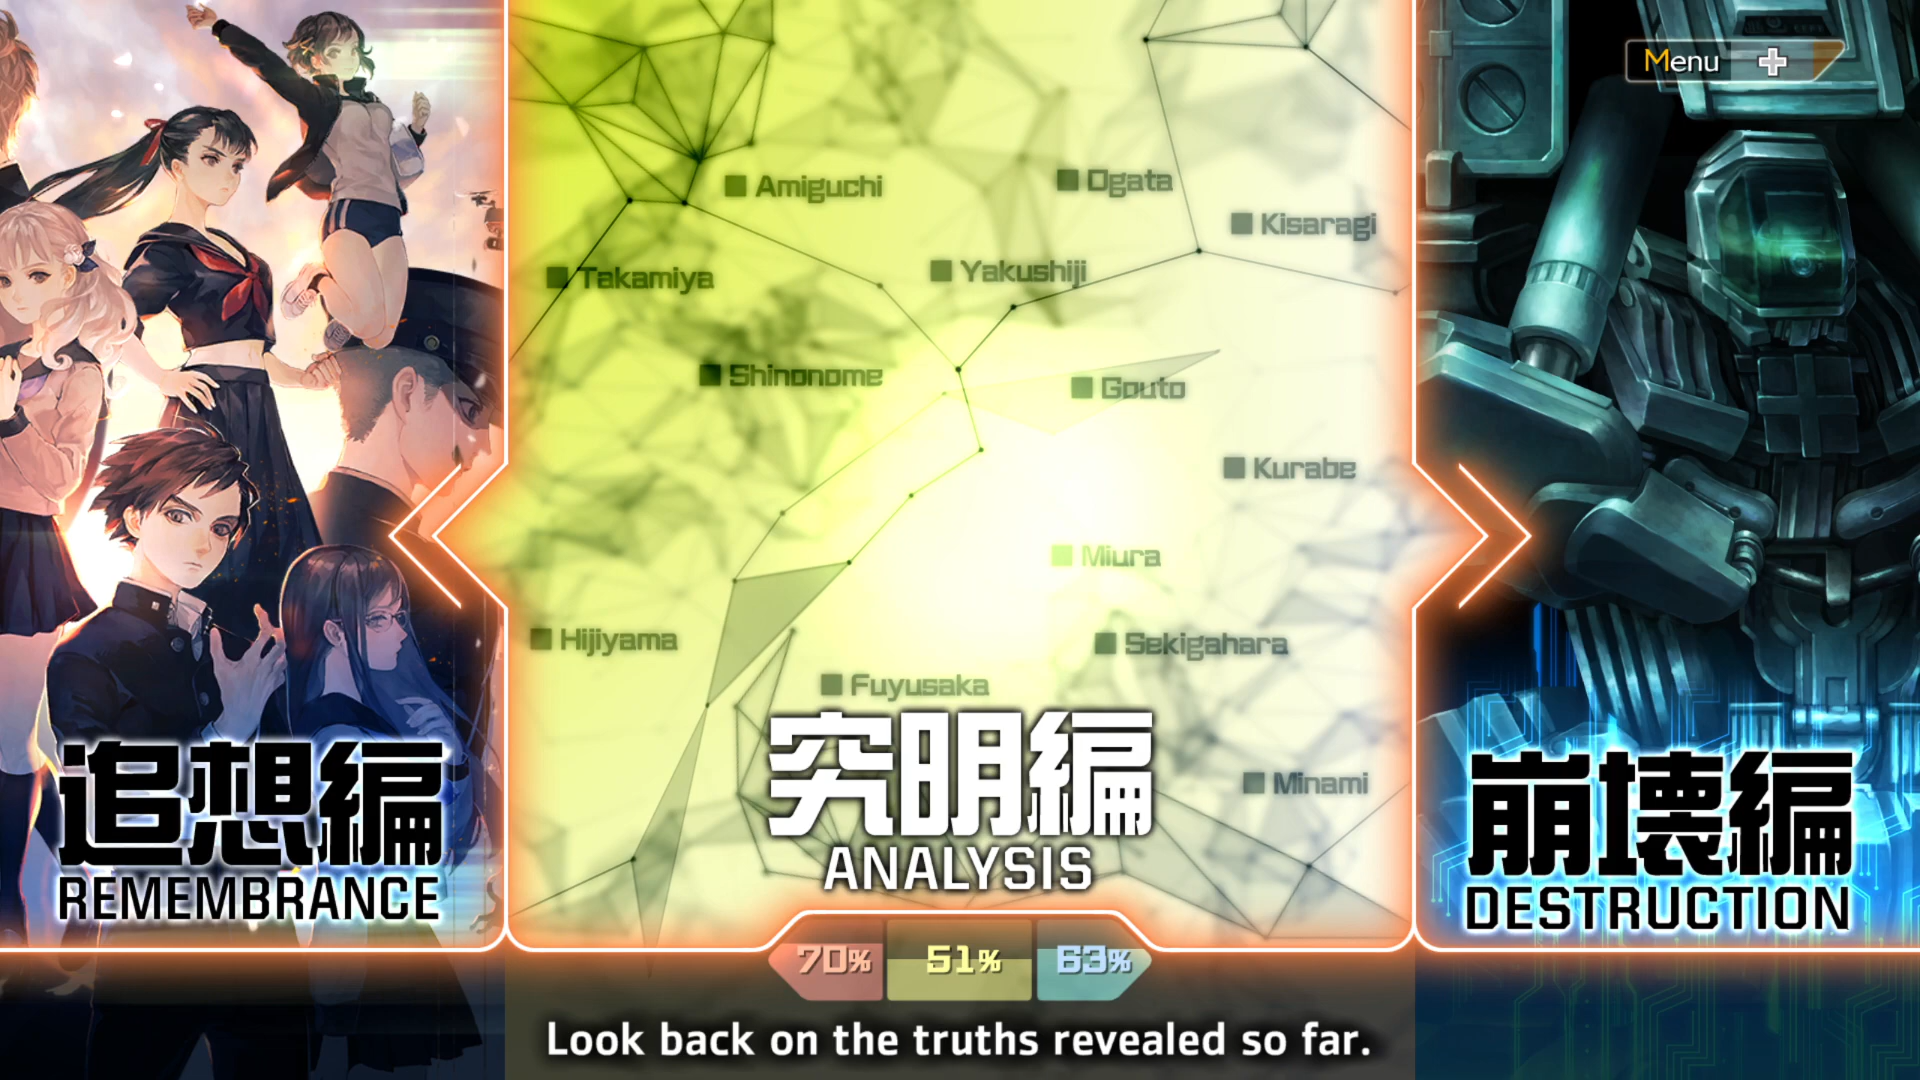 Menu
Amiguchi
Ogata
Kisaragi
Takamiya
Yakushiji
Shinonome
Gouto
Kurabe
Miura
Hijiyama
Sekigahara
Fuyusaka
Minami
追想編
REMEMBRANCE
究明編
ANALYSIS
崩壊編
DESTRUCTION
70% 51% 63%
Look back on the truths revealed so far.